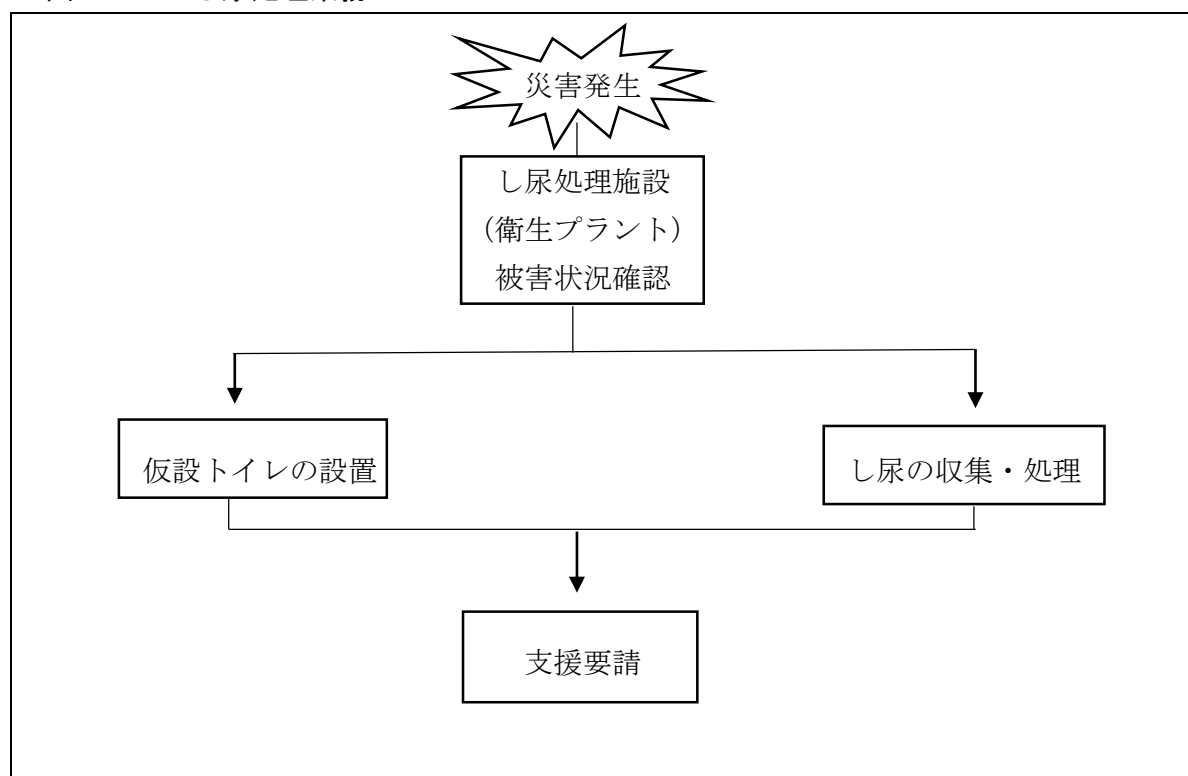 災害発生
し尿処理施設
（衛生プラント）
被害状況確認
仮設トイレの設置
し尿の収集・処理
支援要請